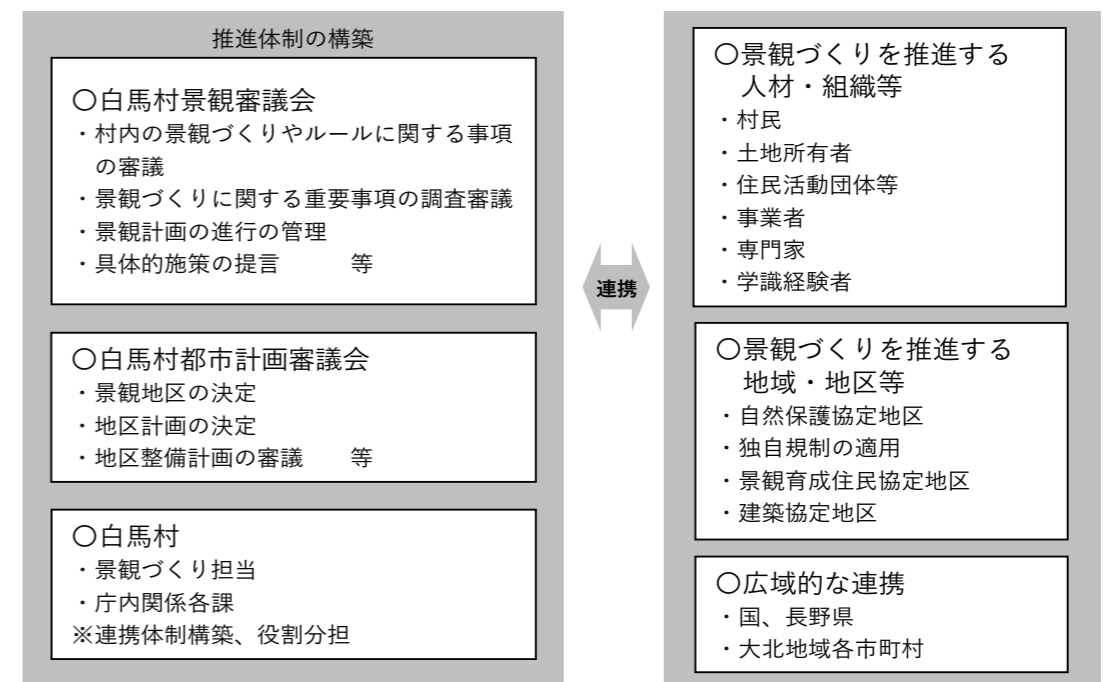 推進体制の構築
〇白馬村景観審議会
・村内の景観づくりやルールに関する事項
の審議
・景観づくりに関する重要事項の調査審議
・景観計画の進行の管理
・具体的施策の提言　　　等
〇白馬村都市計画審議会
・景観地区の決定
・地区計画の決定
・地区整備計画の審議　　等
〇白馬村
・景観づくり担当
・庁内関係各課
※連携体制構築、役割分担
連携
〇景観づくりを推進する
人材・組織等
・村民
・土地所有者
・住民活動団体等
・事業者
・専門家
・学識経験者
〇景観づくりを推進する
地域・地区等
・自然保護協定地区
・独自規制の適用
・景観育成住民協定地区
・建築協定地区
〇広域的な連携
・国、長野県
・大北地域各市町村